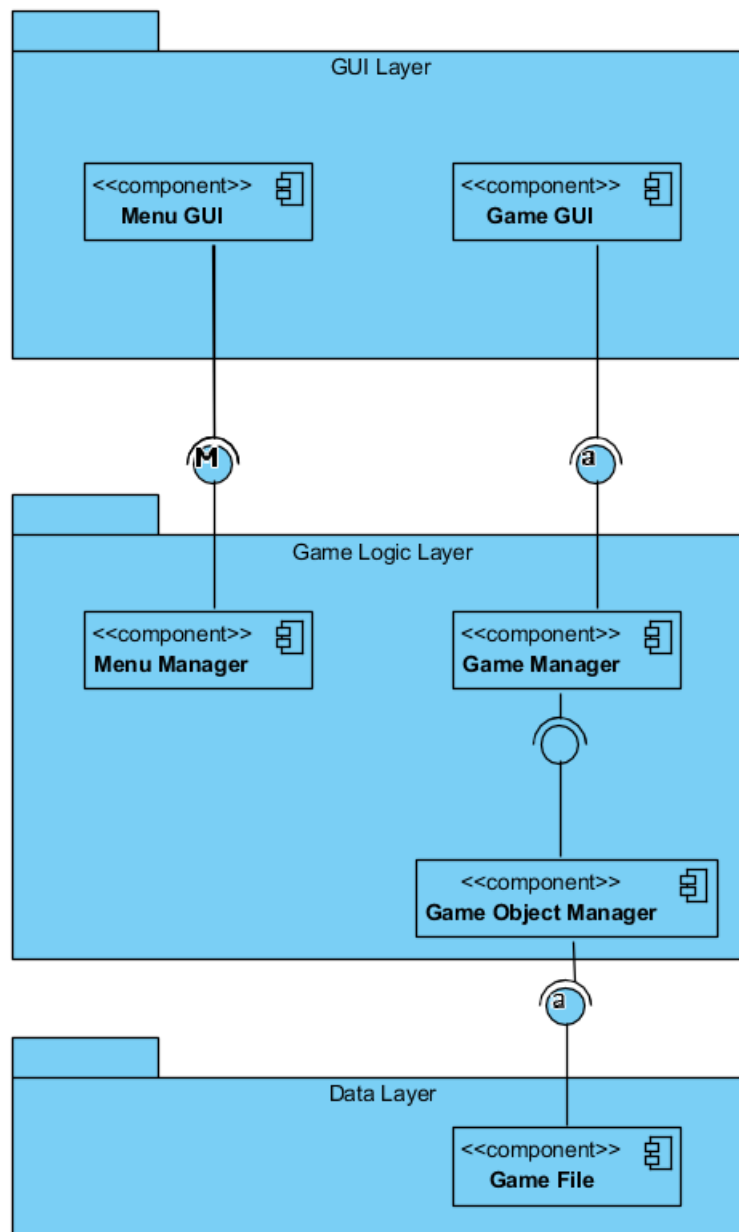 GUI Layer
<<component>>
Menu GUI
<<component>>
Game GUI
M
a
Game Logic Layer
<<component>>
Menu Manager
<<component>>
Game Manager
<<component>>
Game Object Manager
a
Data Layer
<<component>>
Game File